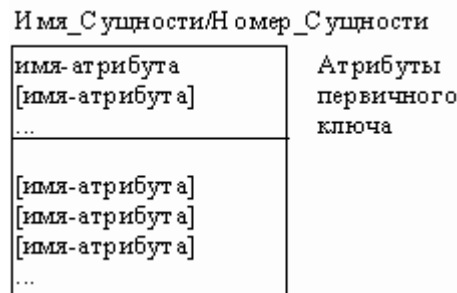 Имя_Сущности/Номер_Сущности
имя-атрибута
[имя-атрибута]
...
Атрибуты
первичного
ключа
[имя-атрибута]
[имя-атрибута]
[имя-атрибута]
...